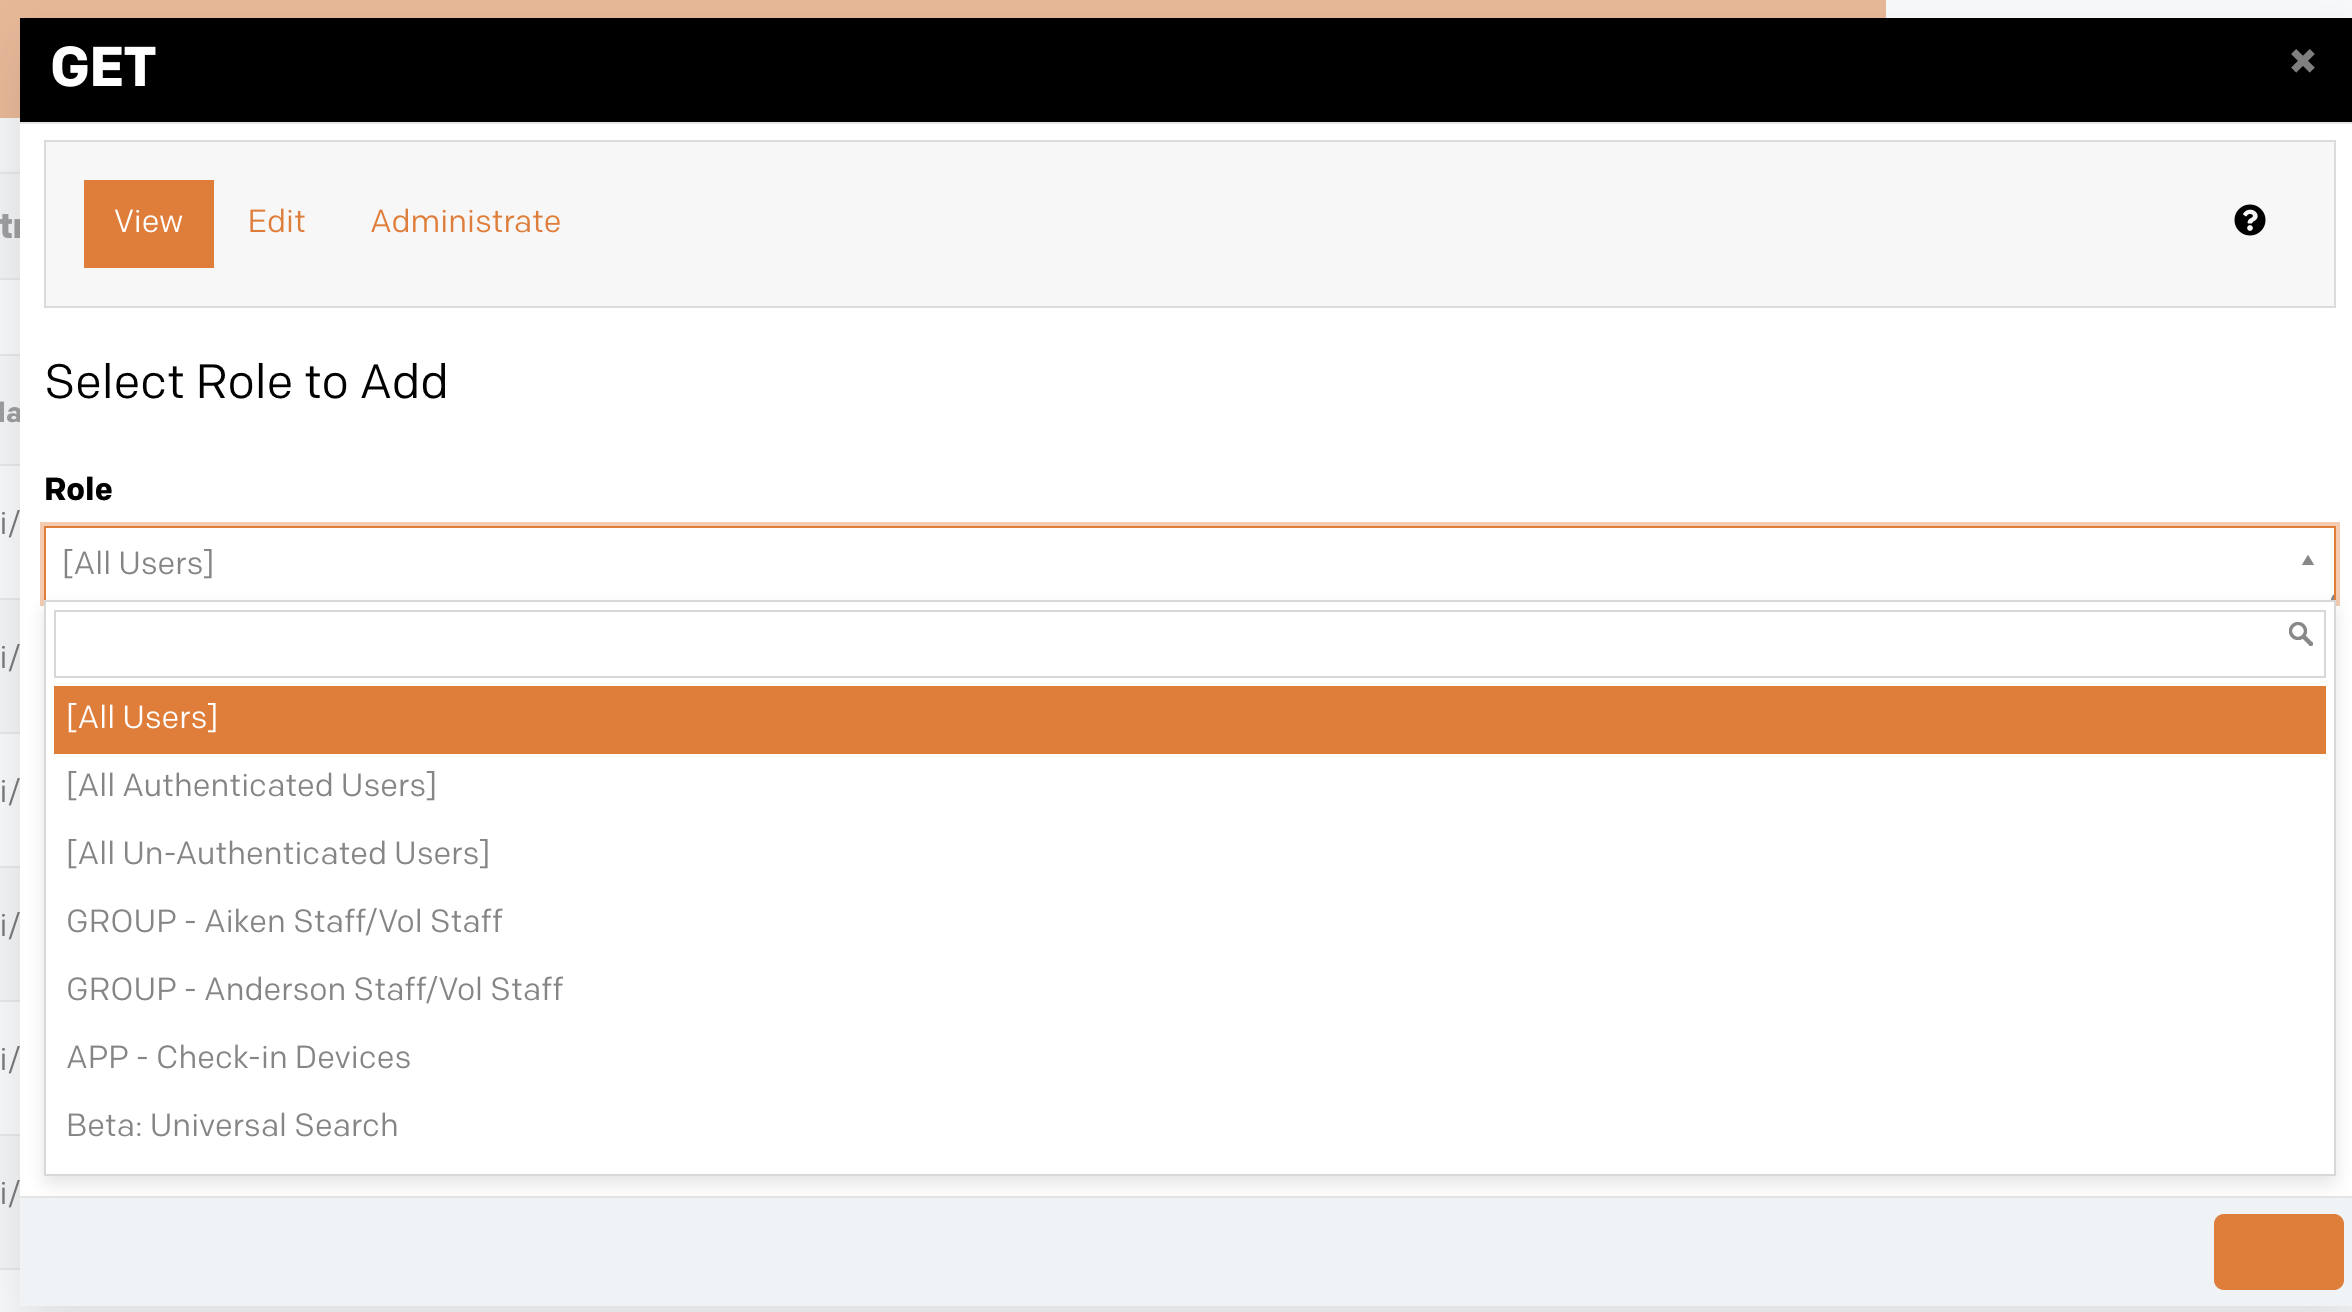 GET
View Edit Administrate
Select Role to Add
Role
[All Users]
[All Users]
[All Authenticated Users]
[All Un-Authenticated Users]
GROUP - Aiken Staff/Vol Staff
GROUP - Anderson Staff/Vol Staff
APP - Check-in Devices
Beta: Universal Search
i/
i/
i/
i/
i/
i/